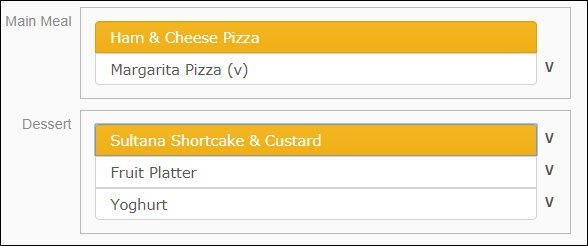 Main Meal
Ham & Cheese Pizza
Margarita Pizza (v) V
Dessert
Sultana Shortcake & Custard V
Fruit Platter V
Yoghurt V